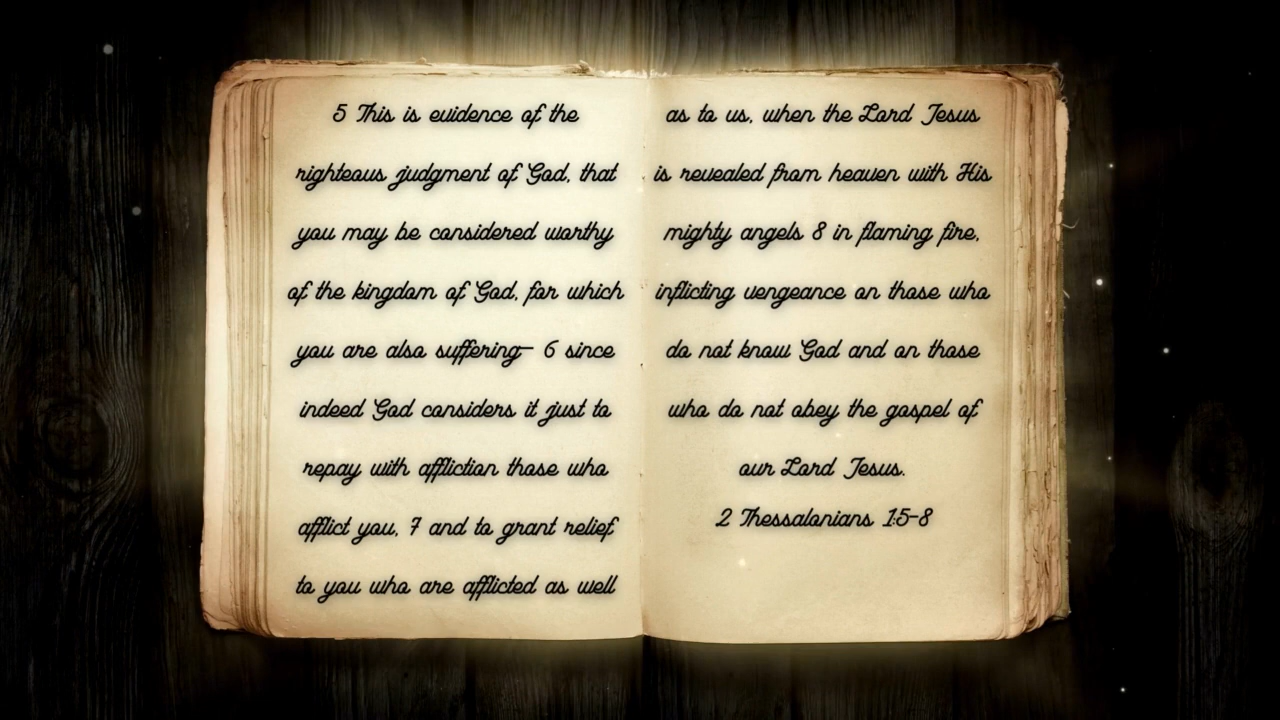 5 This is evidence of the
righteous judgment of God, that
you may be considered worthy
of the kingdom of God, for which
you are also suffering— 6 since
indeed God considers it just to
repay with affliction those who
afflict you, 7 and to grant relief
to you who are afflicted as well
as to us, when the Lord Jesus
is revealed from heaven with His
mighty angels 8 in flaming fire,
inflicting vengeance on those who
do not know God and on those
who do not obey the gospel of
our Lord Jesus.
2 Thessalonians 1:5-8